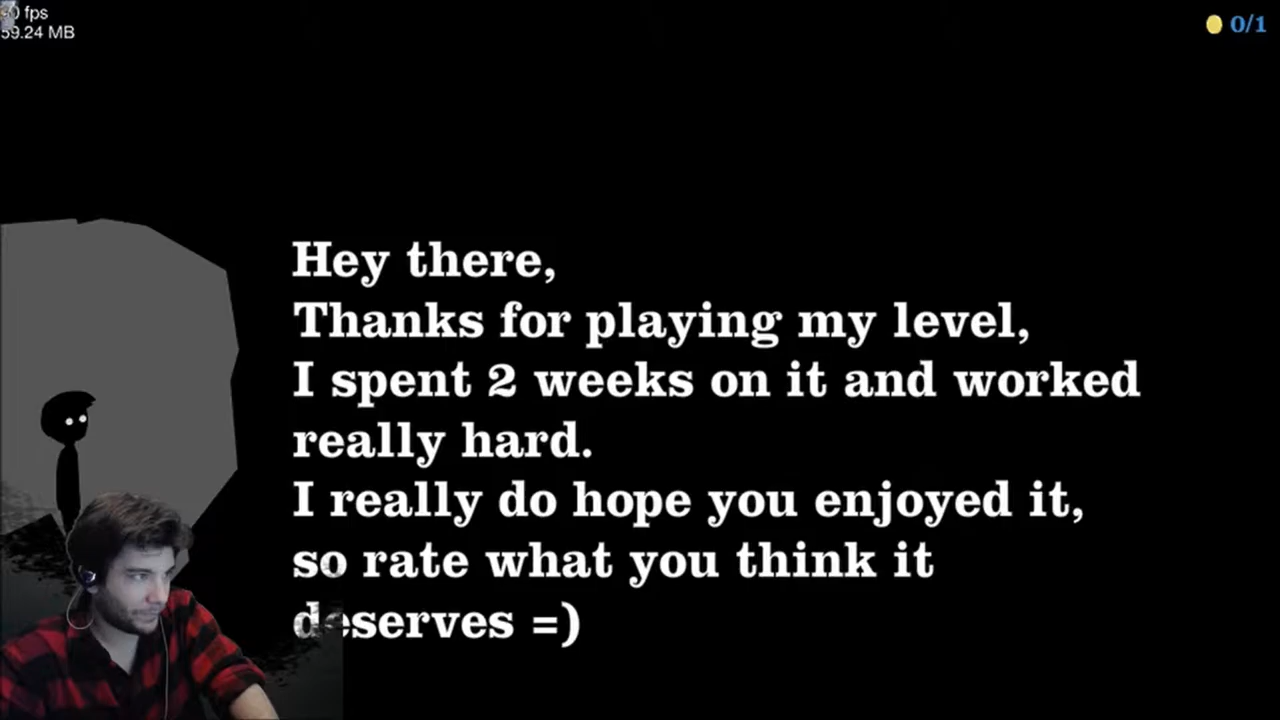 0/1
59.24 MB
Hey there,
Thanks for playing my level,
I spent 2 weeks on it and worked
really hard.
I really do hope you enjoyed it,
so rate what you think it
deserves =)